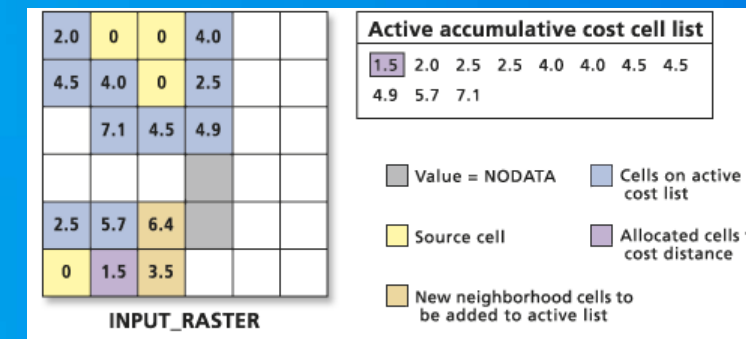 2.0 0 0 4.0
4.5 4.0 0 2.5
7.1 4.5 4.9
2.5 5.7 6.4
0 1.5 3.5
INPUT_RASTER
Active accumulative cost cell list
1.5 2.0 2.5 2.5 4.0 4.0 4.5 4.5
4.9 5.7 7.1
Value = NODATA
Cells on active
cost list
Source cell
Allocated cells
cost distance
New neighborhood cells to
be added to active list